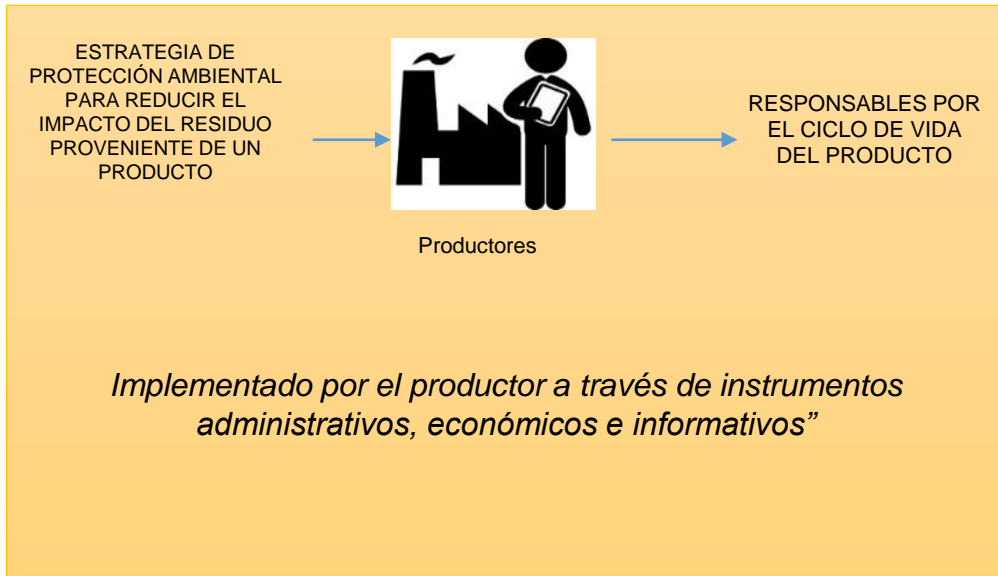 ESTRATEGIA DE
PROTECCIÓN AMBIENTAL
PARA REDUCIR EL
IMPACTO DEL RESIDUO
PROVENIENTE DE UN
PRODUCTO
Productores
RESPONSABLES POR
EL CICLO DE VIDA
DEL PRODUCTO
Implementado por el productor a través de instrumentos
administrativos, económicos e informativos”